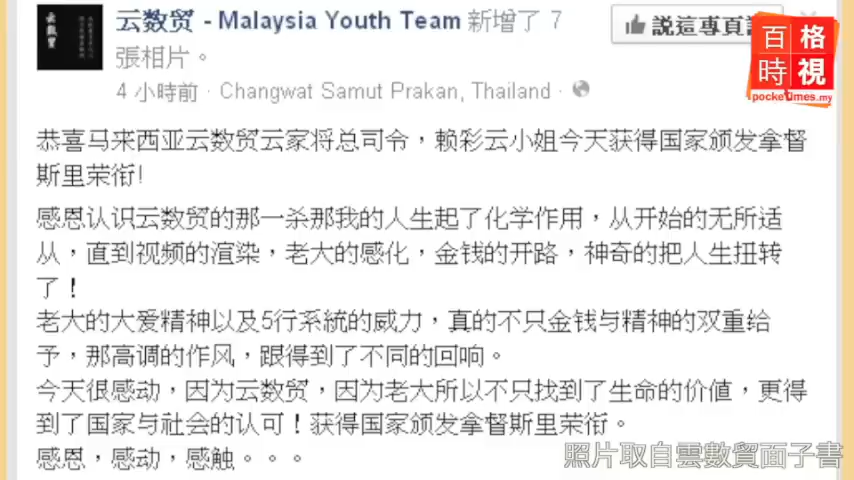 云数贸 - Malaysia Youth Team 新增了 7
張相片。
4 小時前 · Changwat Samut Prakan, Thailand ·
說這專頁讚
百格
時視
pocketimes.my
恭喜马来西亚云数贸云家将总司令，赖彩云小姐今天获得国家颁发拿督
斯里荣衔!
感恩认识云数贸的那一杀那我的人生起了化学作用，从开始的无所适
从，直到视频的渲染，老大的感化，金钱的开路，神奇的把人生扭转
了！
老大的大爱精神以及5行系統的威力，真的不只金钱与精神的双重给
予，那高调的作风，跟得到了不同的回响。
今天很感动，因为云数贸，因为老大所以不只找到了生命的价值，更得
到了国家与社会的认可！获得国家颁发拿督斯里荣衔。
感恩，感动，感触。。。
照片取自雲數貿面子書